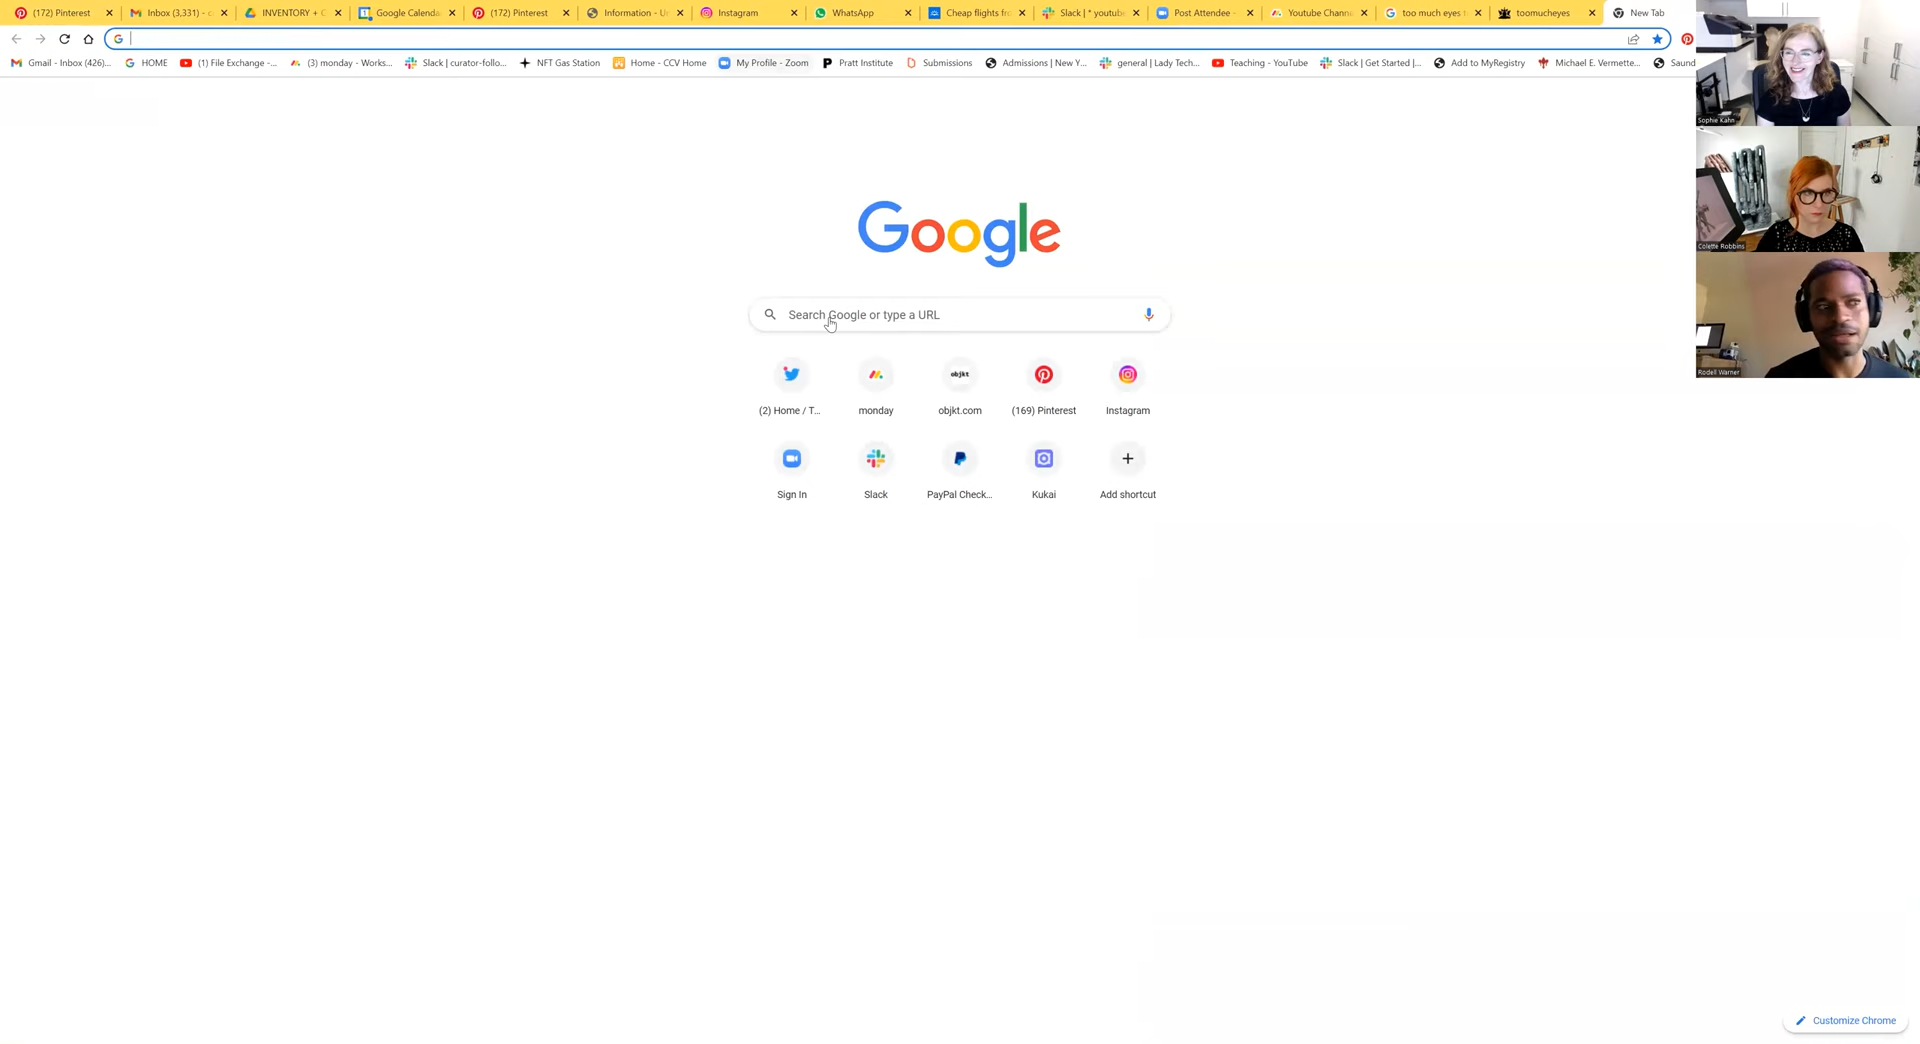 (172) Pinterest
Inbox (3,331) - c
INVENTORY + C
Google Calenda
(172) Pinterest
Information - Ur
Instagram
WhatsApp
Cheap flights fro
Slack | * youtube
Post Attendee -
Youtube Channe
too much eyes t
toomucheyes
New Tab
Gmail - Inbox (426)...
HOME
(1) File Exchange -...
(3) monday - Works...
Slack | curator-follo...
NFT Gas Station
Home - CCV Home
My Profile - Zoom
Pratt Institute
Submissions
Admissions | New Y...
general | Lady Tech...
Teaching - YouTube
Slack | Get Started |...
Add to MyRegistry
Michael E. Vermette...
Saund
Sophie Kahn
Colette Robbins
Rodell Warner
Google
Search Google or type a URL
objkt
(2) Home / T...
monday
objkt.com
(169) Pinterest
Instagram
Sign In
Slack
PayPal Check...
Kukai
Add shortcut
Customize Chrome